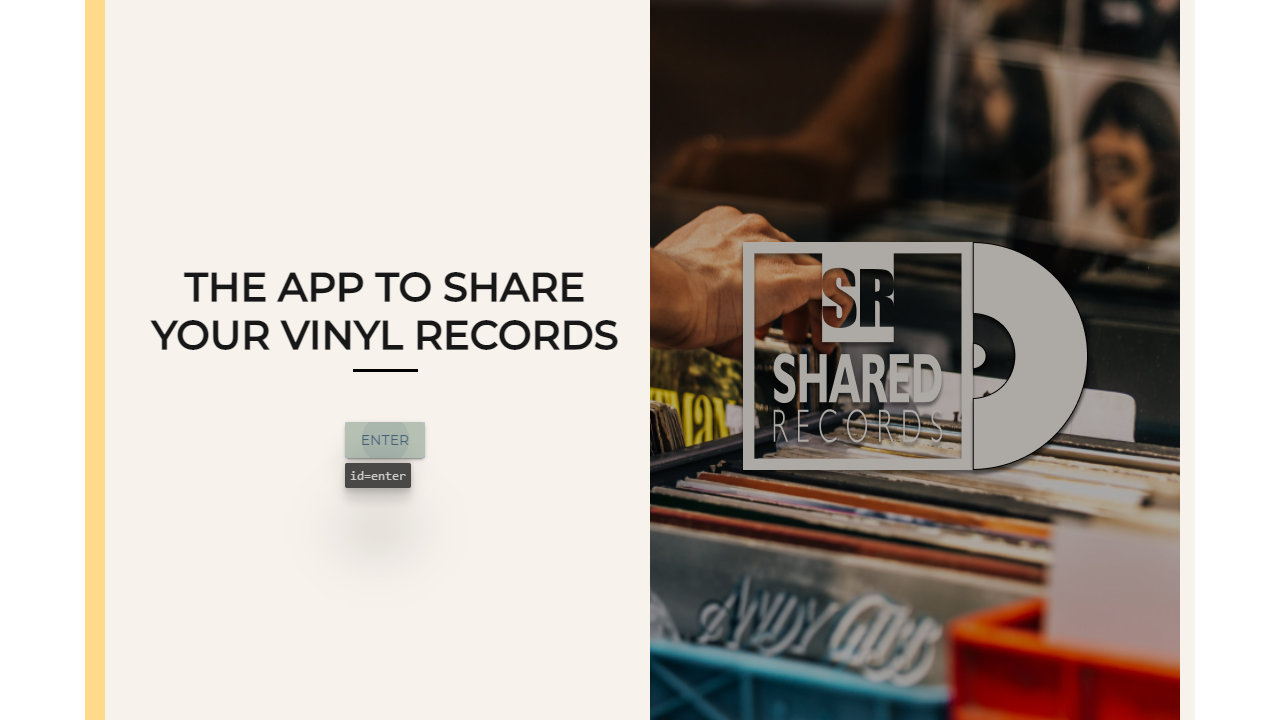 THE APP TO SHARE
YOUR VINYL RECORDS
ENTER
id=enter
SR
SHARED
RECORDS